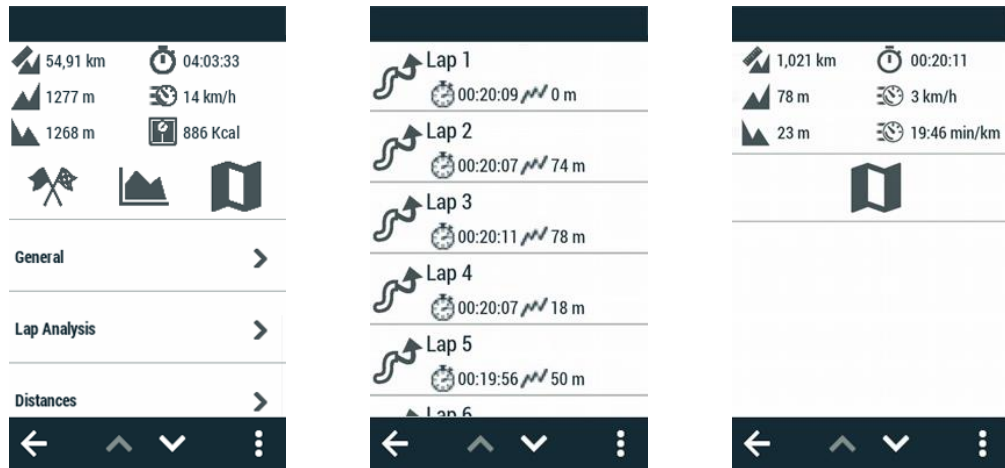 54,91 km 04:03:33
1277 m 14 km/h
1268 m 886 Kcal
General
Lap Analysis
Distances
Lap 1
00:20:09 0 m
Lap 2
00:20:07 74 m
Lap 3
00:20:11 78 m
Lap 4
00:20:07 18 m
Lap 5
00:19:56 50 m
Lap 6
1,021 km 00:20:11
78 m 3 km/h
23 m 19:46 min/km